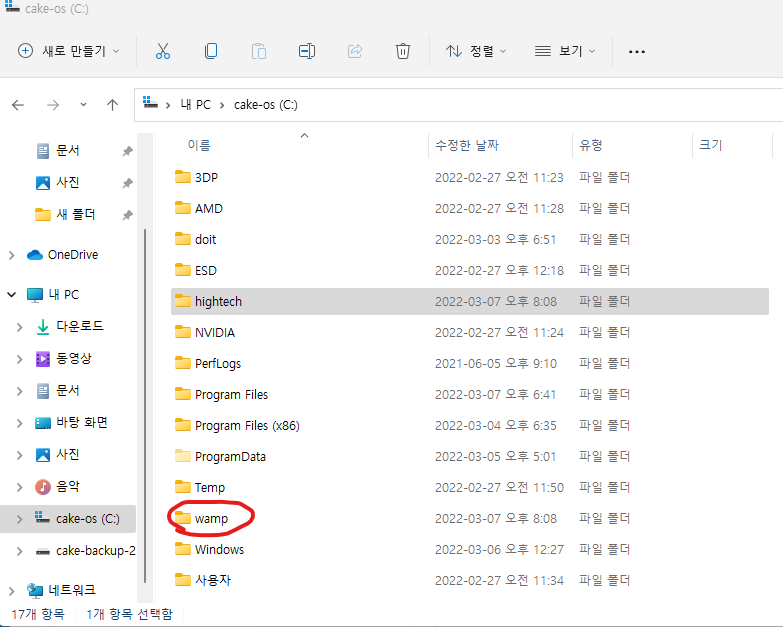 cake-os (C:)
새로 만들기 정렬 보기 ...
내 PC > cake-os (C:)
이름 수정한 날짜 유형 크기
문서
사진
새 폴더
OneDrive
내 PC
다운로드
동영상
문서
바탕 화면
사진
음악
cake-os (C:)
cake-backup-2
네트워크
3DP 2022-02-27 오전 11:23 파일 폴더
AMD 2022-02-27 오전 11:28 파일 폴더
doit 2022-03-03 오후 6:51 파일 폴더
ESD 2022-02-27 오후 12:18 파일 폴더
hightech 2022-03-07 오후 8:08 파일 폴더
NVIDIA 2022-02-27 오전 11:24 파일 폴더
PerfLogs 2021-06-05 오후 9:10 파일 폴더
Program Files 2022-03-07 오후 6:41 파일 폴더
Program Files (x86) 2022-03-04 오후 6:35 파일 폴더
ProgramData 2022-03-05 오후 5:01 파일 폴더
Temp 2022-02-27 오전 11:50 파일 폴더
wamp 2022-03-07 오후 8:08 파일 폴더
Windows 2022-03-06 오후 12:27 파일 폴더
사용자 2022-02-27 오전 11:34 파일 폴더
17개 항목 1개 항목 선택함